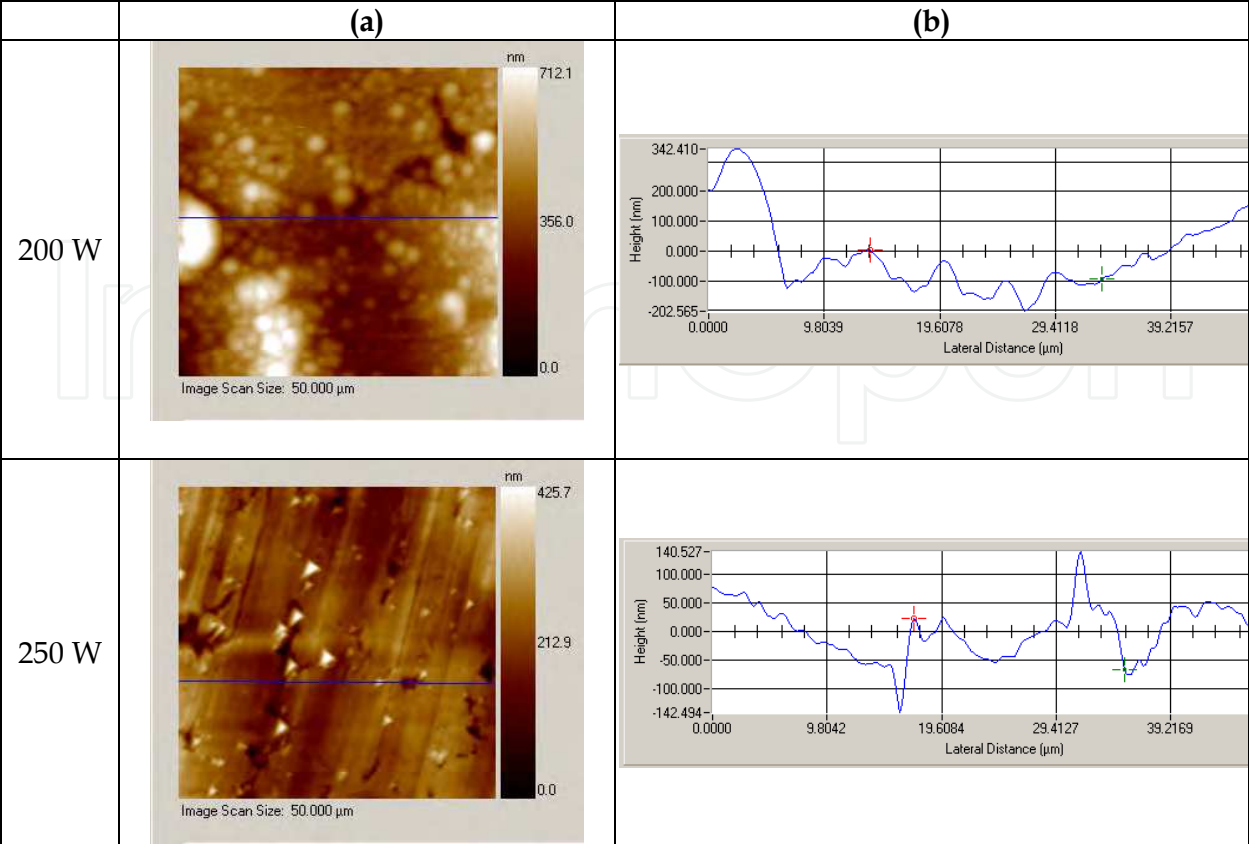 (a) (b)
200 W
nm
712.1
356.0
0.0
Image Scan Size: 50.000 µm
Height (nm)
342.410
200.000
100.000
0.000
-100.000
-202.565
0.0000 9.8039 19.6078 29.4118 39.2157
Lateral Distance (µm)
InTechOpen
250 W
nm
425.7
212.9
0.0
Image Scan Size: 50.000 µm
Height (nm)
140.527
100.000
50.000
0.000
-50.000
-100.000
-142.494
0.0000 9.8042 19.6084 29.4127 39.2169
Lateral Distance (µm)